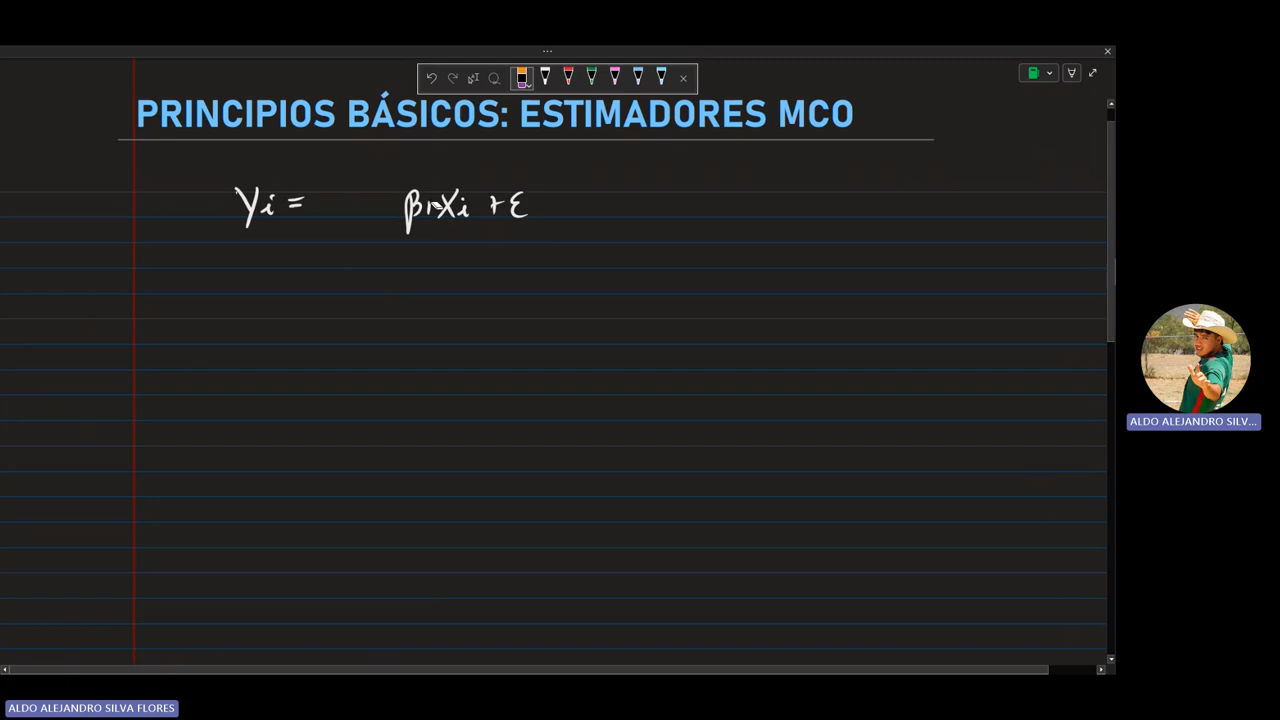 PRINCIPIOS BÁSICOS: ESTIMADORES MCO
Yi = β1Xi + ε
ALDO ALEJANDRO SILV...
ALDO ALEJANDRO SILVA FLORES